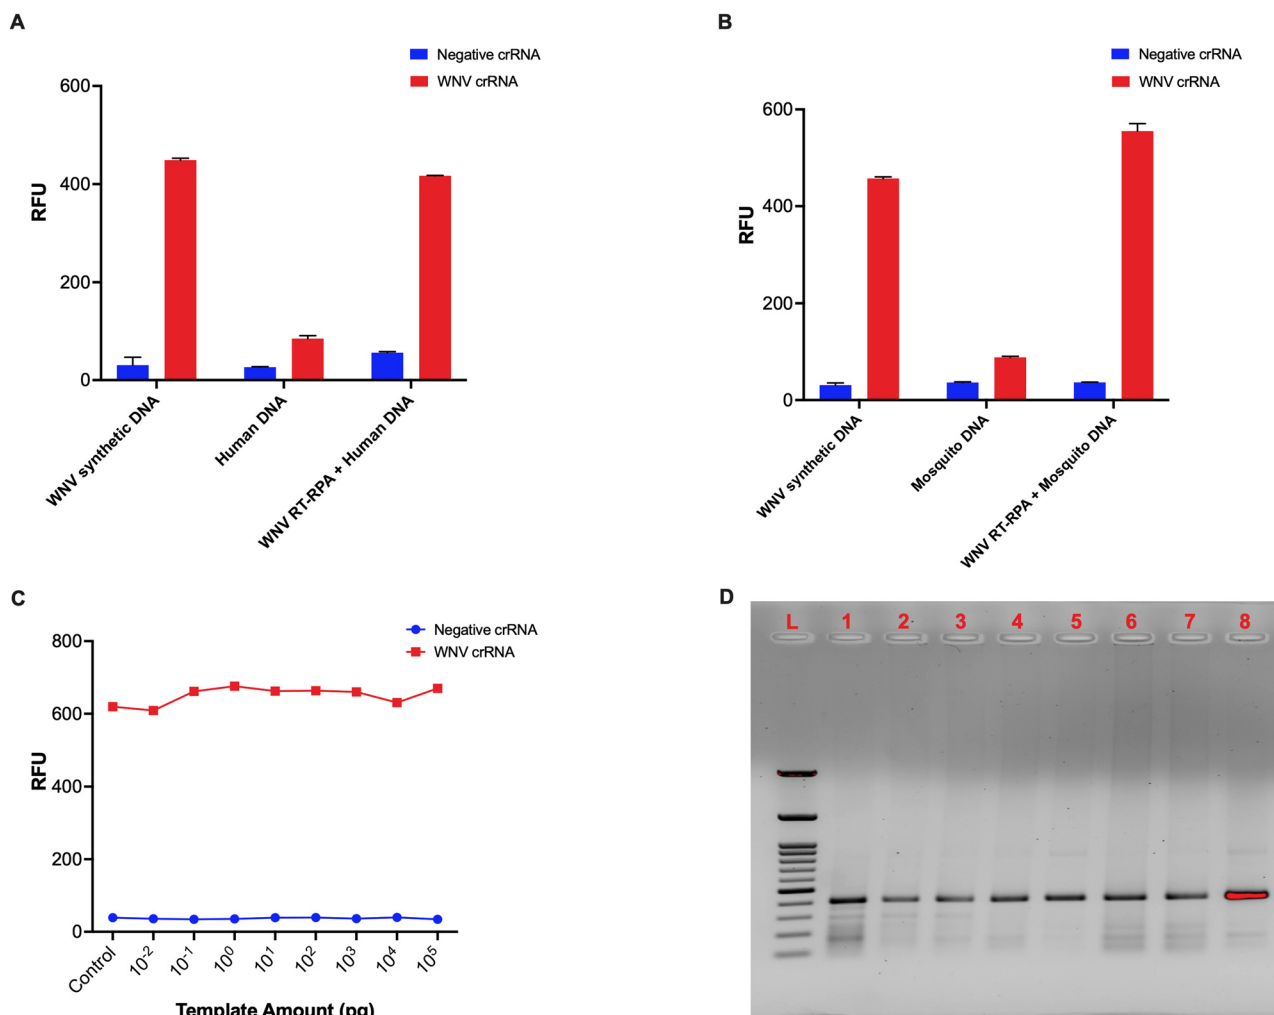 A
Negative crRNA
WNV crRNA
600
400
200
0
RFU
WNV synthetic DNA
Human DNA
WNV RT-RPA + Human DNA
B
Negative crRNA
WNV crRNA
600
400
200
0
RFU
WNV synthetic DNA
Mosquito DNA
WNV RT-RPA + Mosquito DNA
C
Negative crRNA
WNV crRNA
800
600
400
200
0
RFU
Control 10⁻² 10⁻¹ 10⁰ 10¹ 10² 10³ 10⁴ 10⁵
Template Amount (pg)
D
L 1 2 3 4 5 6 7 8